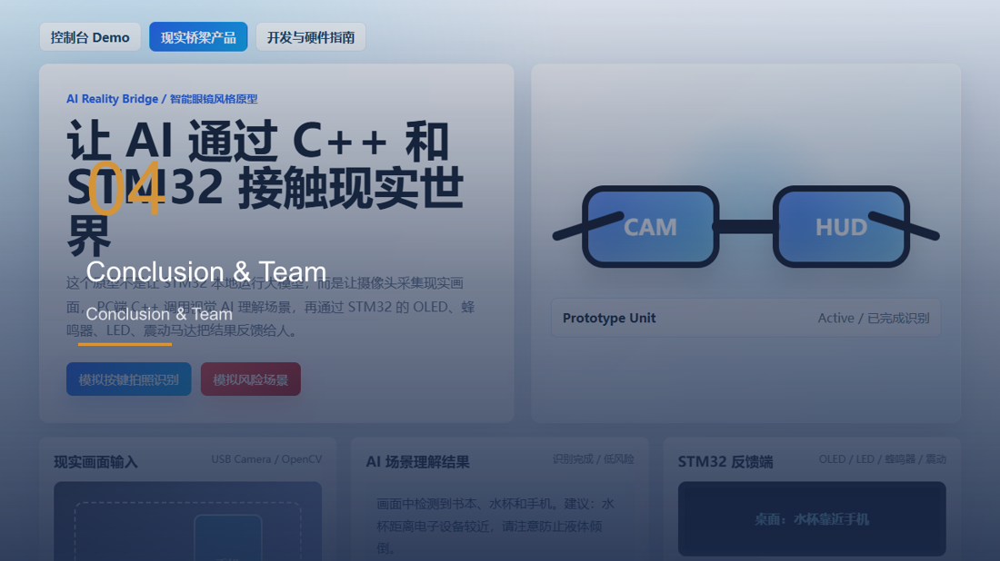 控制台 Demo
现实桥梁产品
开发与硬件指南
AI Reality Bridge / 智能眼镜风格原型
让 AI 通过 C++ 和
STM32 接触现实世
界
04
Conclusion & Team
这个原型不是让 STM32 本地运行大模型，而是让摄像头采集现实画
面，PC端 C++ 调用视觉 AI 理解场景，再通过 STM32 的 OLED、蜂
Conclusion & Team
鸣器、LED、震动马达把结果反馈给人。
模拟按键拍照识别
模拟风险场景
CAM
HUD
Prototype Unit
Active / 已完成识别
现实画面输入
USB Camera / OpenCV
AI 场景理解结果
识别完成 / 低风险
画面中检测到书本、水杯和手机。建议：水
杯距离电子设备较近，请注意防止液体倾
倒。
STM32 反馈端
OLED / LED / 蜂鸣器 / 震动
桌面：水杯靠近手机